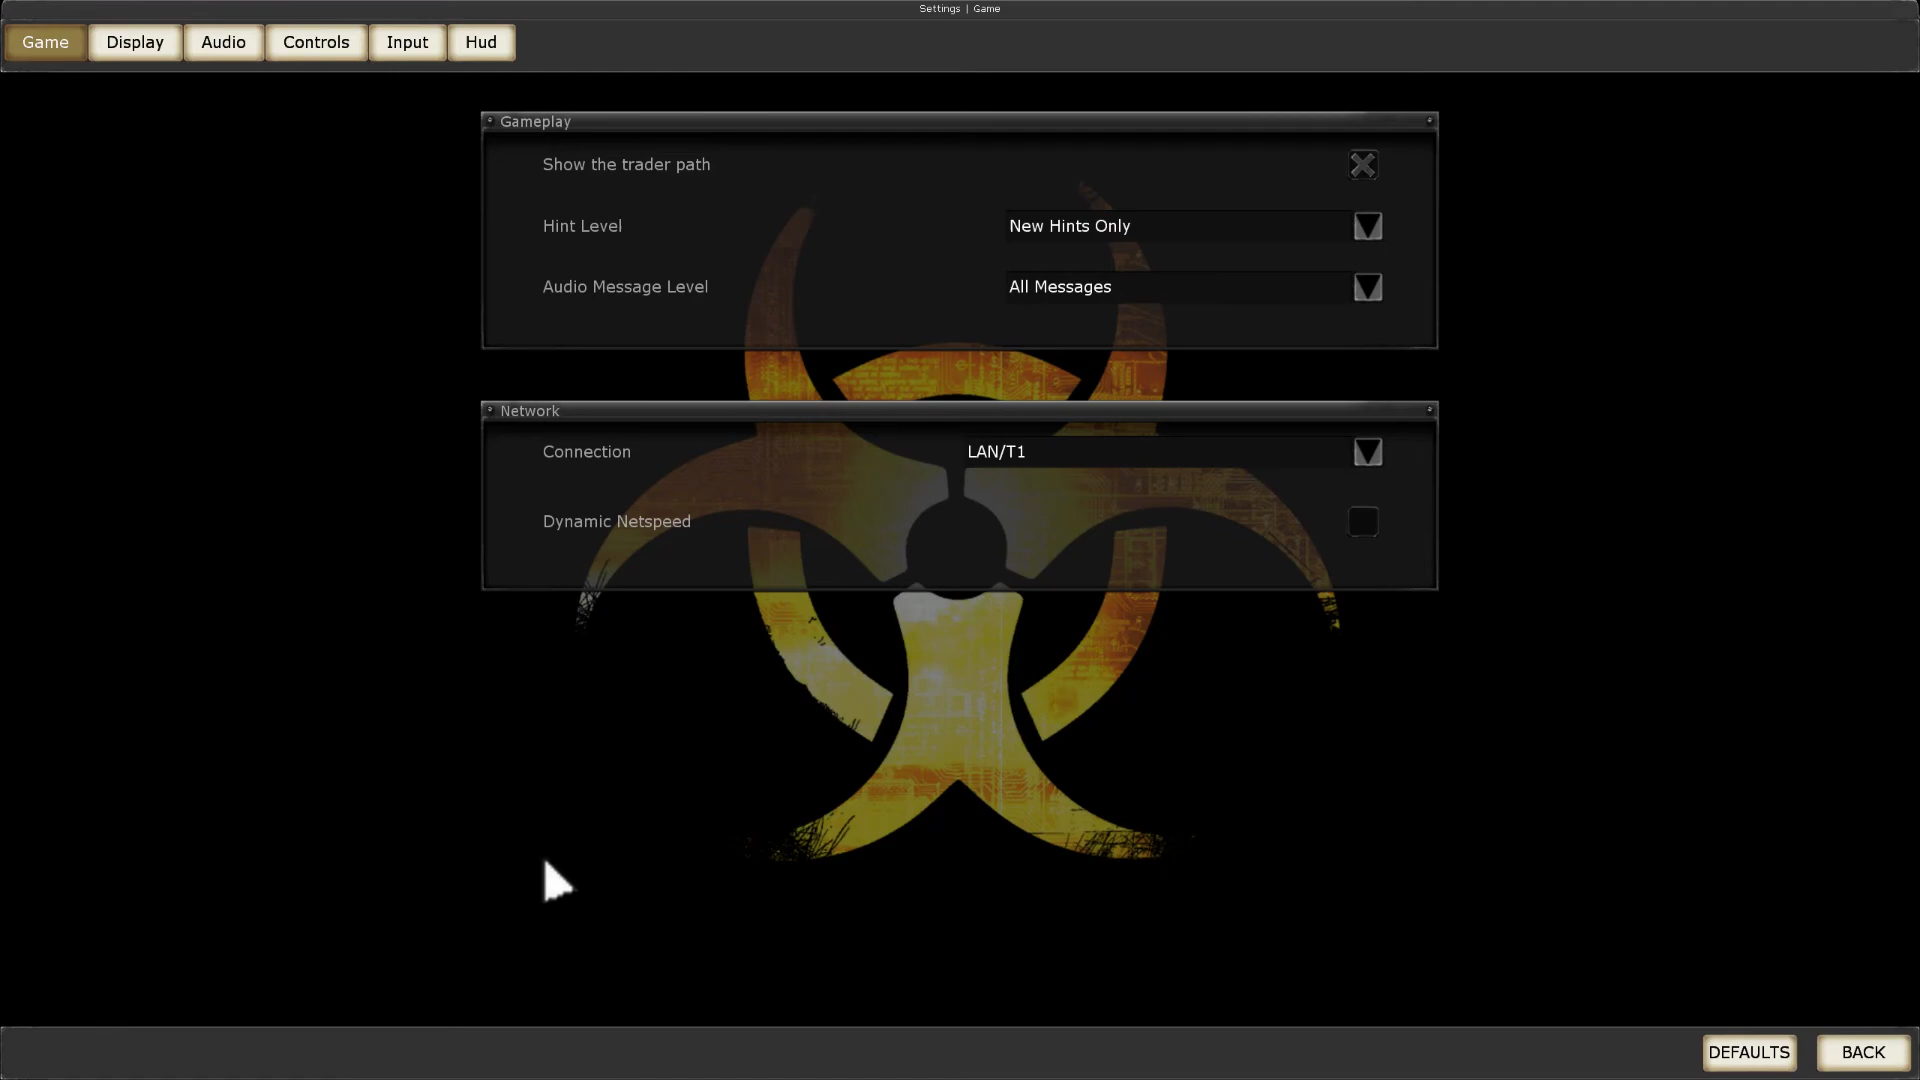 Settings | Game
Game Display Audio Controls Input Hud
Gameplay
Show the trader path
Hint Level New Hints Only
Audio Message Level All Messages
Network
Connection LAN/T1
Dynamic Netspeed
DEFAULTS BACK